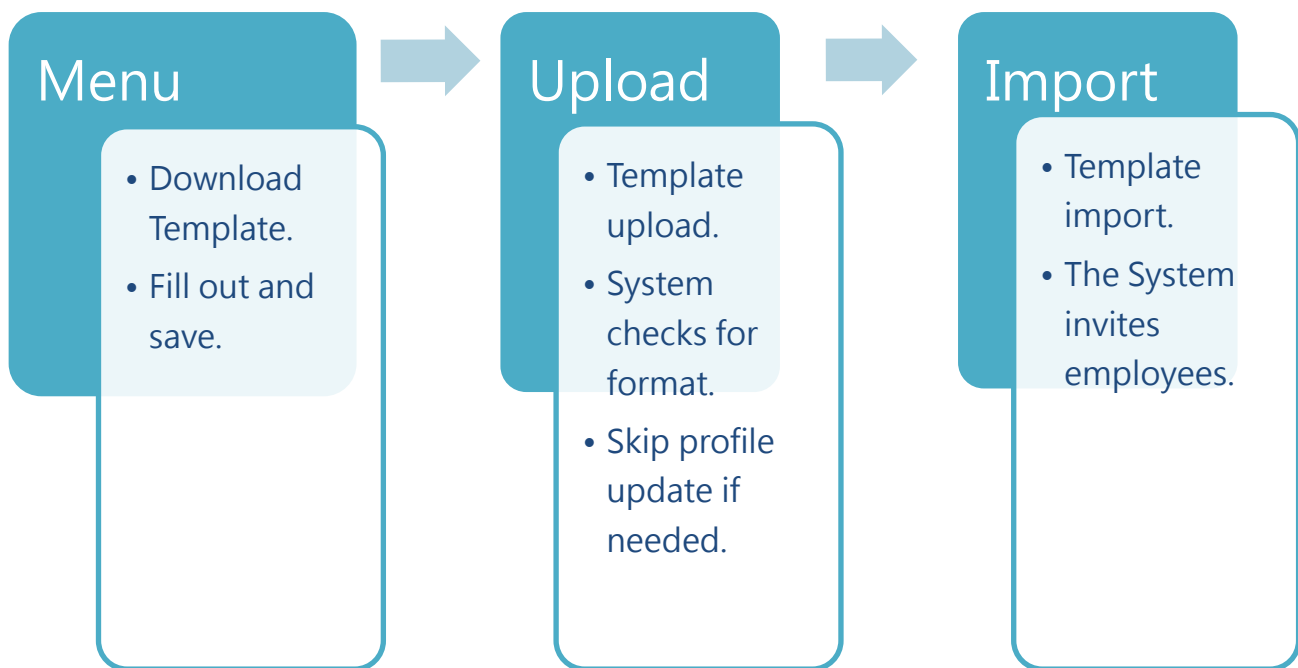 Menu
• Download
Template.
• Fill out and
save.
Upload
• Template
upload.
• System
checks for
format.
• Skip profile
update if
needed.
Import
• Template
import.
• The System
invites
employees.